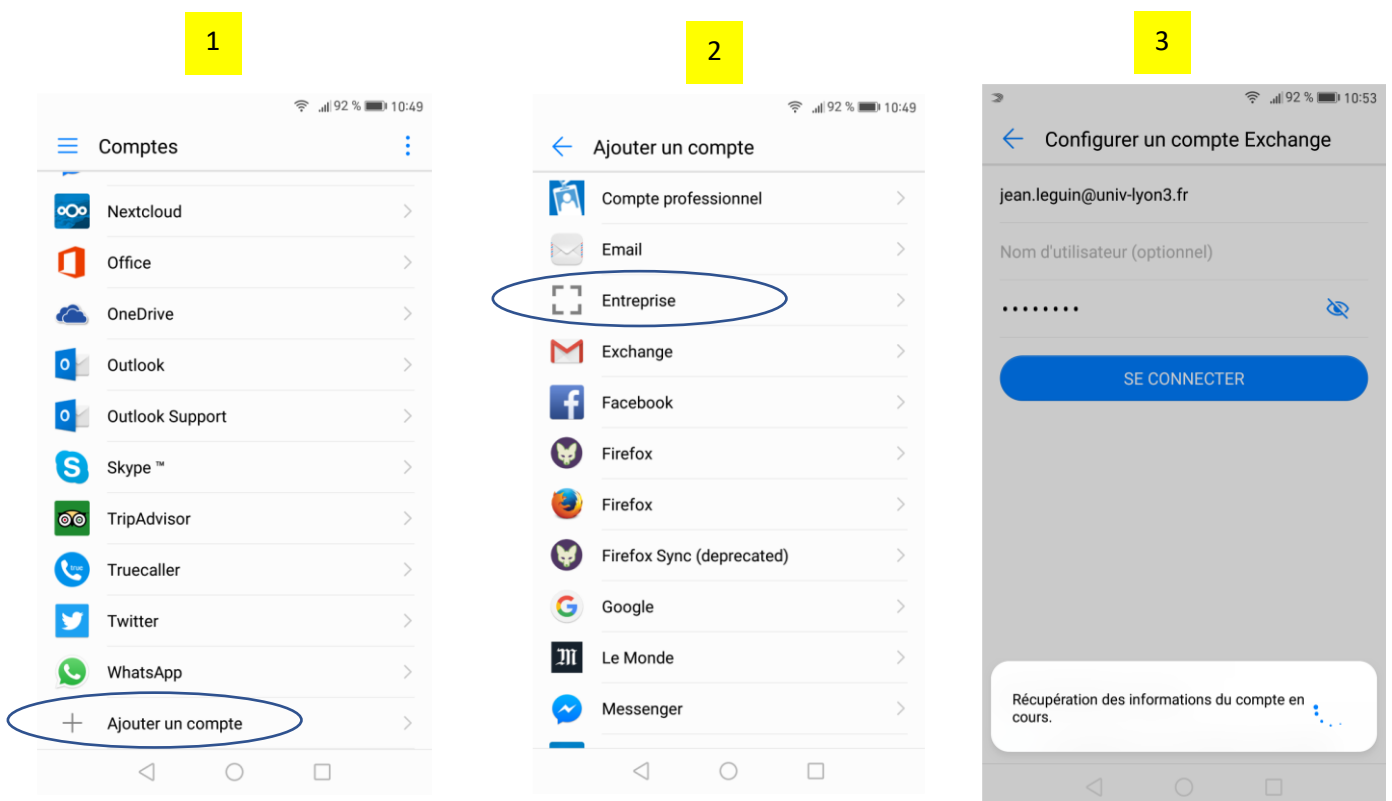 1
92 % 10:49
Comptes
Nextcloud
Office
OneDrive
Outlook
Outlook Support
Skype ™
TripAdvisor
Truecaller
Twitter
WhatsApp
Ajouter un compte
2
92 % 10:49
Ajouter un compte
Compte professionnel
Email
Entreprise
Exchange
Facebook
Firefox
Firefox
Firefox Sync (deprecated)
Google
Le Monde
Messenger
3
92 % 10:53
Configurer un compte Exchange
jean.leguin@univ-lyon3.fr
Nom d'utilisateur (optionnel)
••••••••
SE CONNECTER
Récupération des informations du compte en
cours.